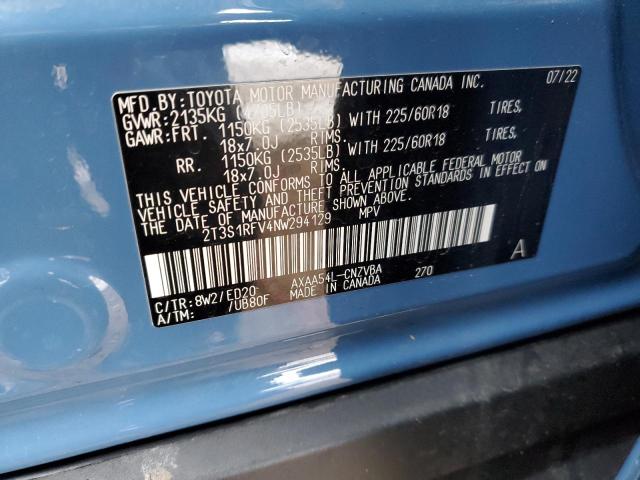 MFD.BY:TOYOTA MOTOR MANUFACTURING CANADA INC. 07/22
GVWR:2135KG (4705LB)
GAWR:FRT. 1150KG (2535LB) WITH 225/60R18 TIRES,
18x7.0J RIMS.
RR. 1150KG (2535LB) WITH 225/60R18 TIRES,
18x7.0J RIMS.
THIS VEHICLE CONFORMS TO ALL APPLICABLE FEDERAL MOTOR
VEHICLE SAFETY AND THEFT PREVENTION STANDARDS IN EFFECT ON
THE DATE OF MANUFACTURE SHOWN ABOVE.
2T3S1RFV4NW294129 MPV
A
C/TR:8W2/ED20 AXAA54L-CNZVBA 270
A/TM: /UB80F MADE IN CANADA